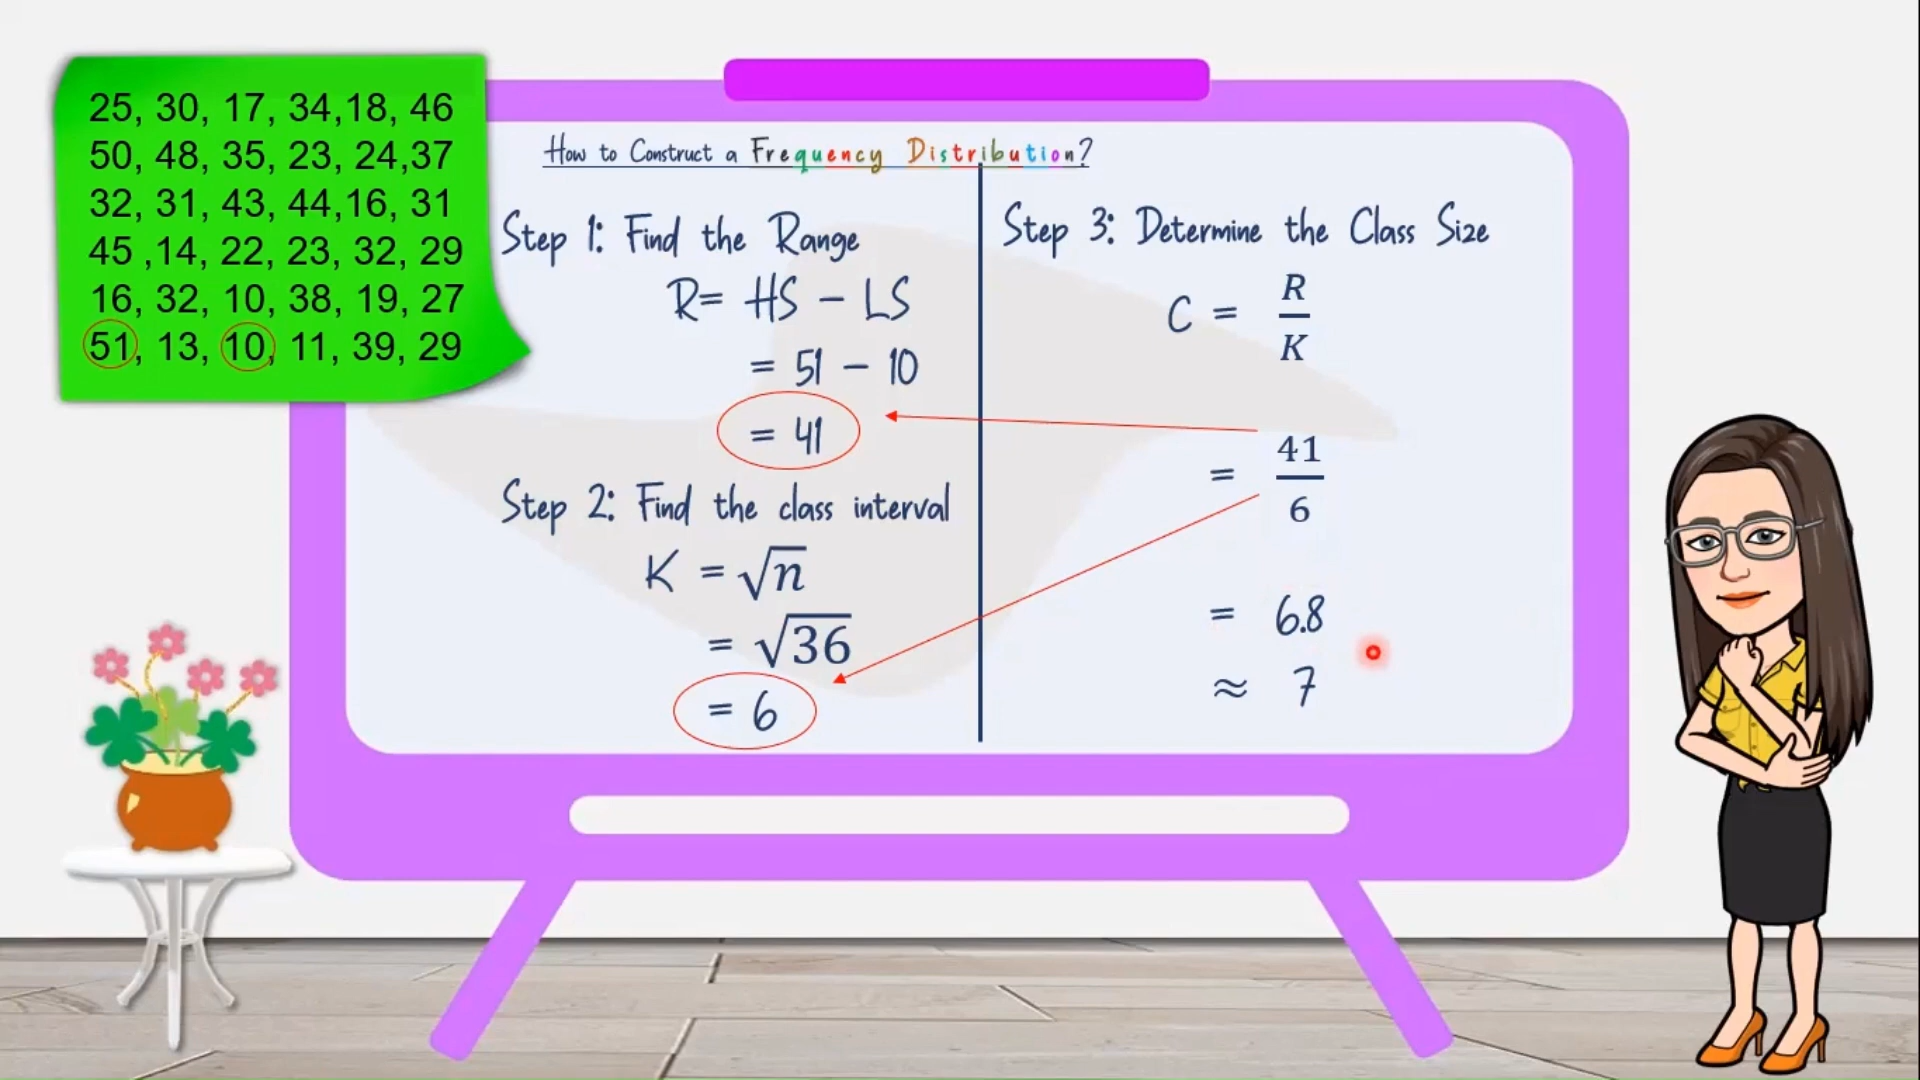 25, 30, 17, 34,18, 46
50, 48, 35, 23, 24,37
32, 31, 43, 44,16, 31
45 ,14, 22, 23, 32, 29
16, 32, 10, 38, 19, 27
51, 13, 10, 11, 39, 29
How to Construct a Frequency Distribution?
Step 1: Find the Range
R= HS – LS
= 51 – 10
= 41
Step 2: Find the class interval
K = √n
= √36
= 6
Step 3: Determine the Class Size
C = R/K
= 41/6
= 6.8
≈ 7